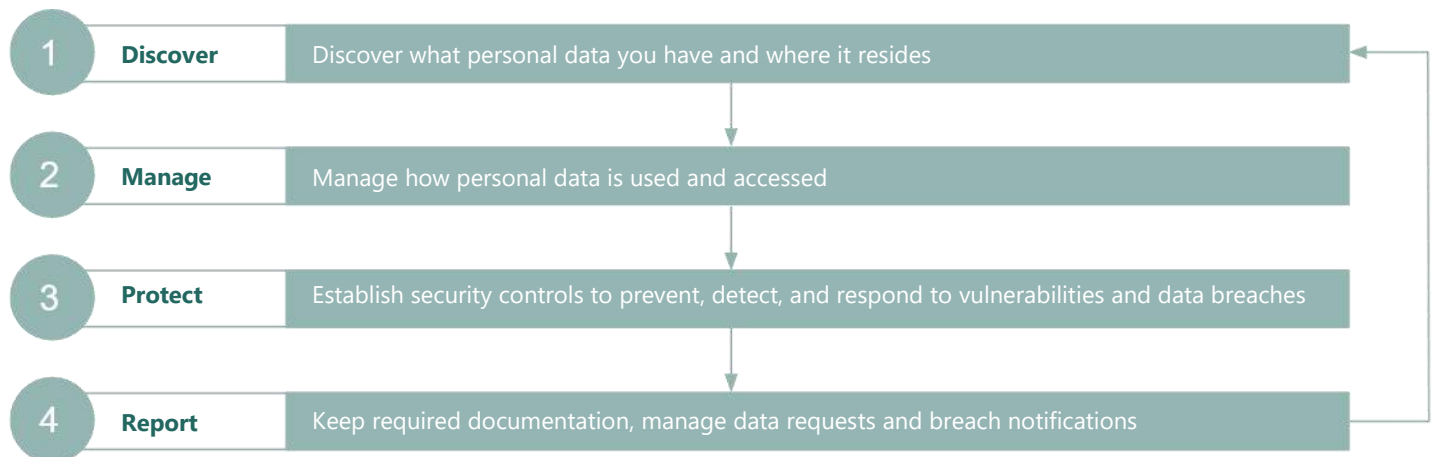 1 Discover Discover what personal data you have and where it resides
2 Manage Manage how personal data is used and accessed
3 Protect Establish security controls to prevent, detect, and respond to vulnerabilities and data breaches
4 Report Keep required documentation, manage data requests and breach notifications